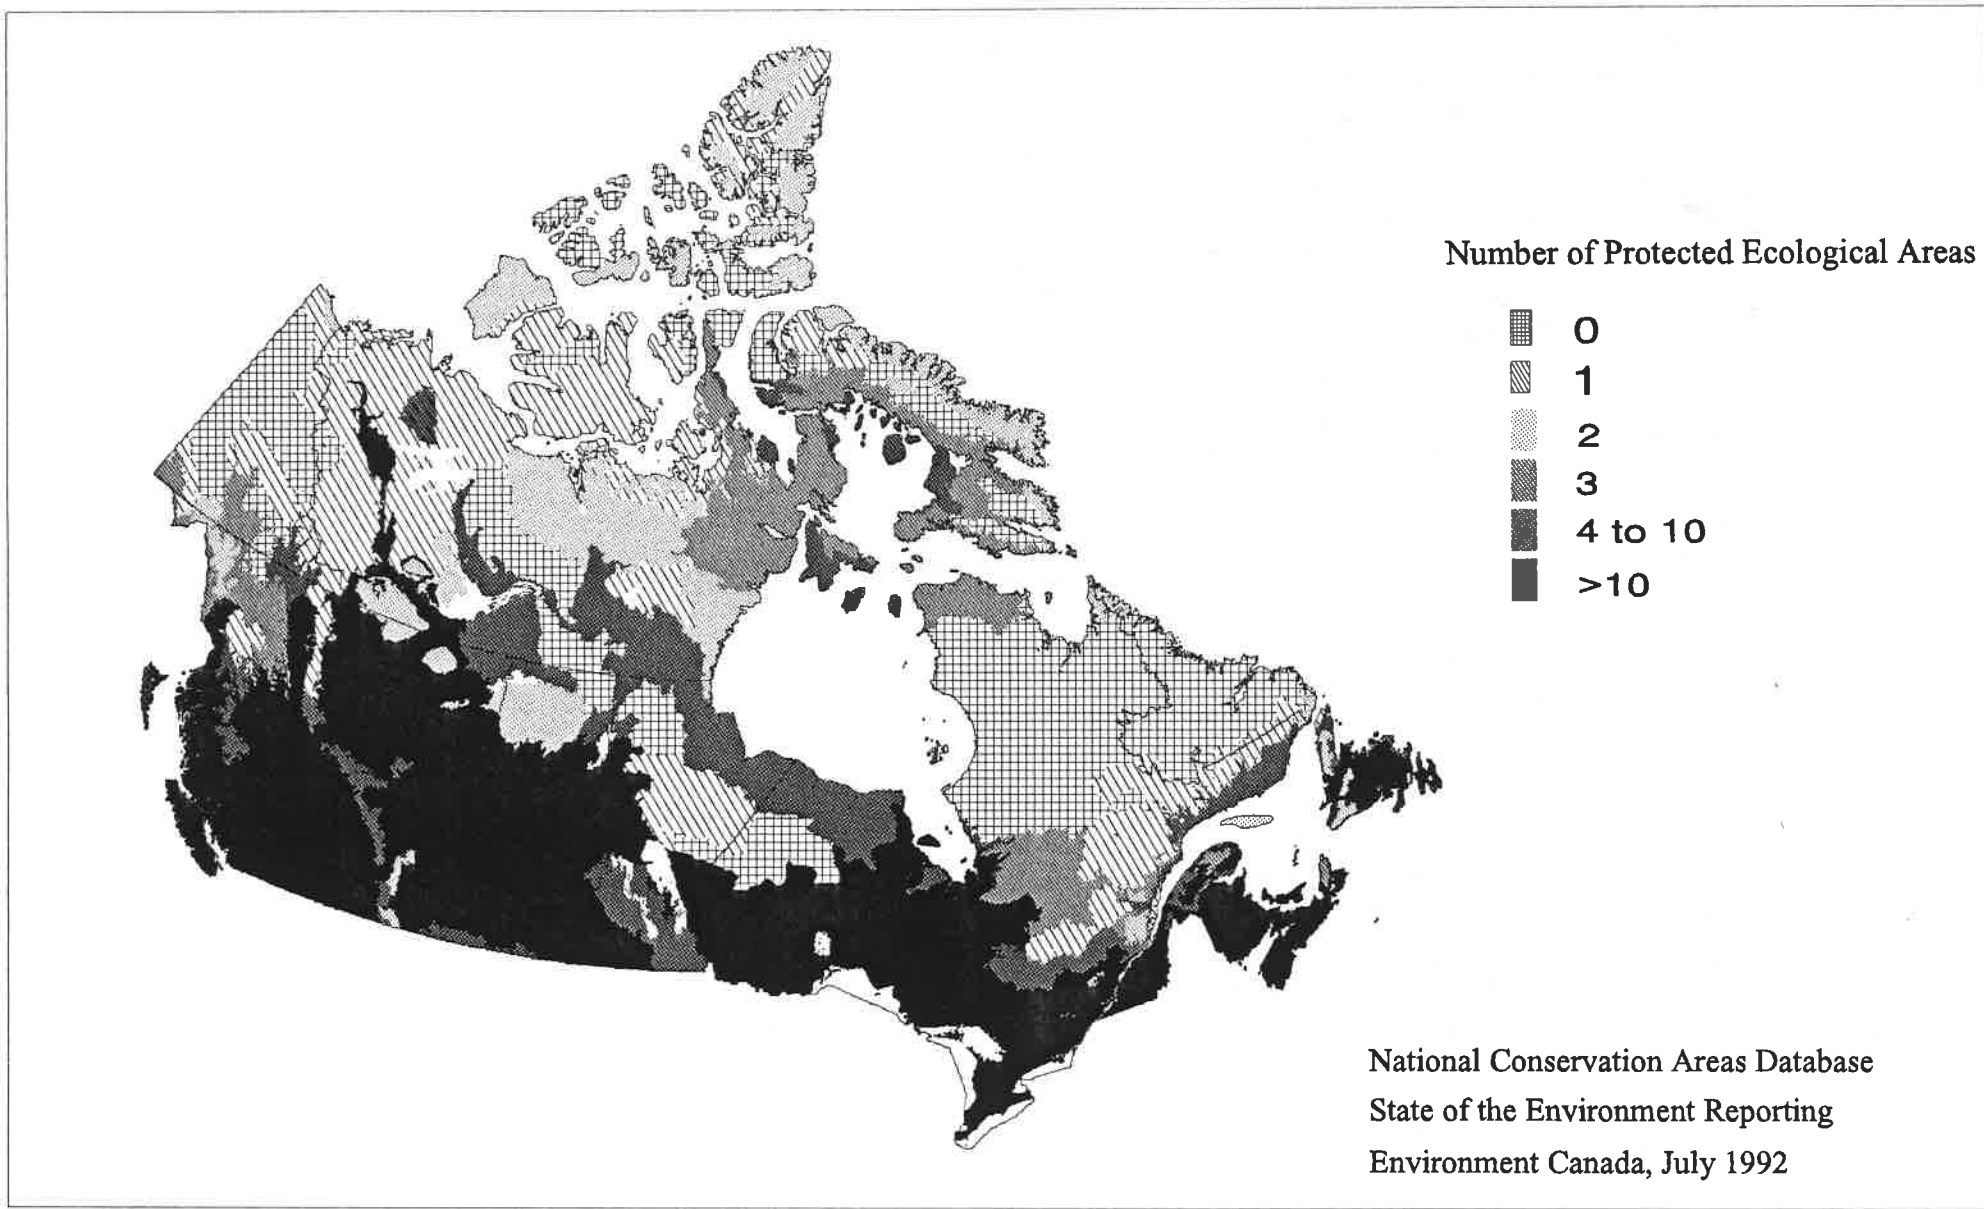 Number of Protected Ecological Areas
0
1
2
3
4 to 10
>10
National Conservation Areas Database
State of the Environment Reporting
Environment Canada, July 1992